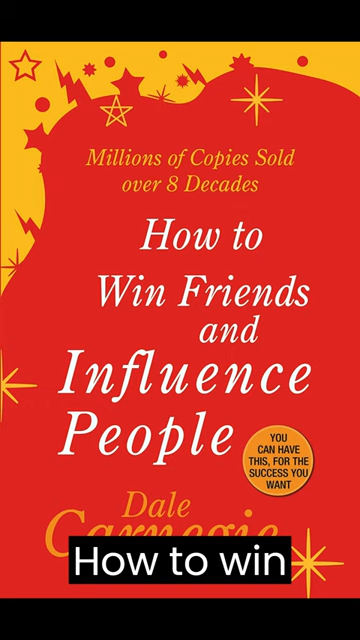 Millions of Copies Sold
over 8 Decades
How to
Win Friends
and
Influence
People
YOU
CAN HAVE
THIS, FOR THE
SUCCESS YOU
WANT
Dale
Carnegie
How to win